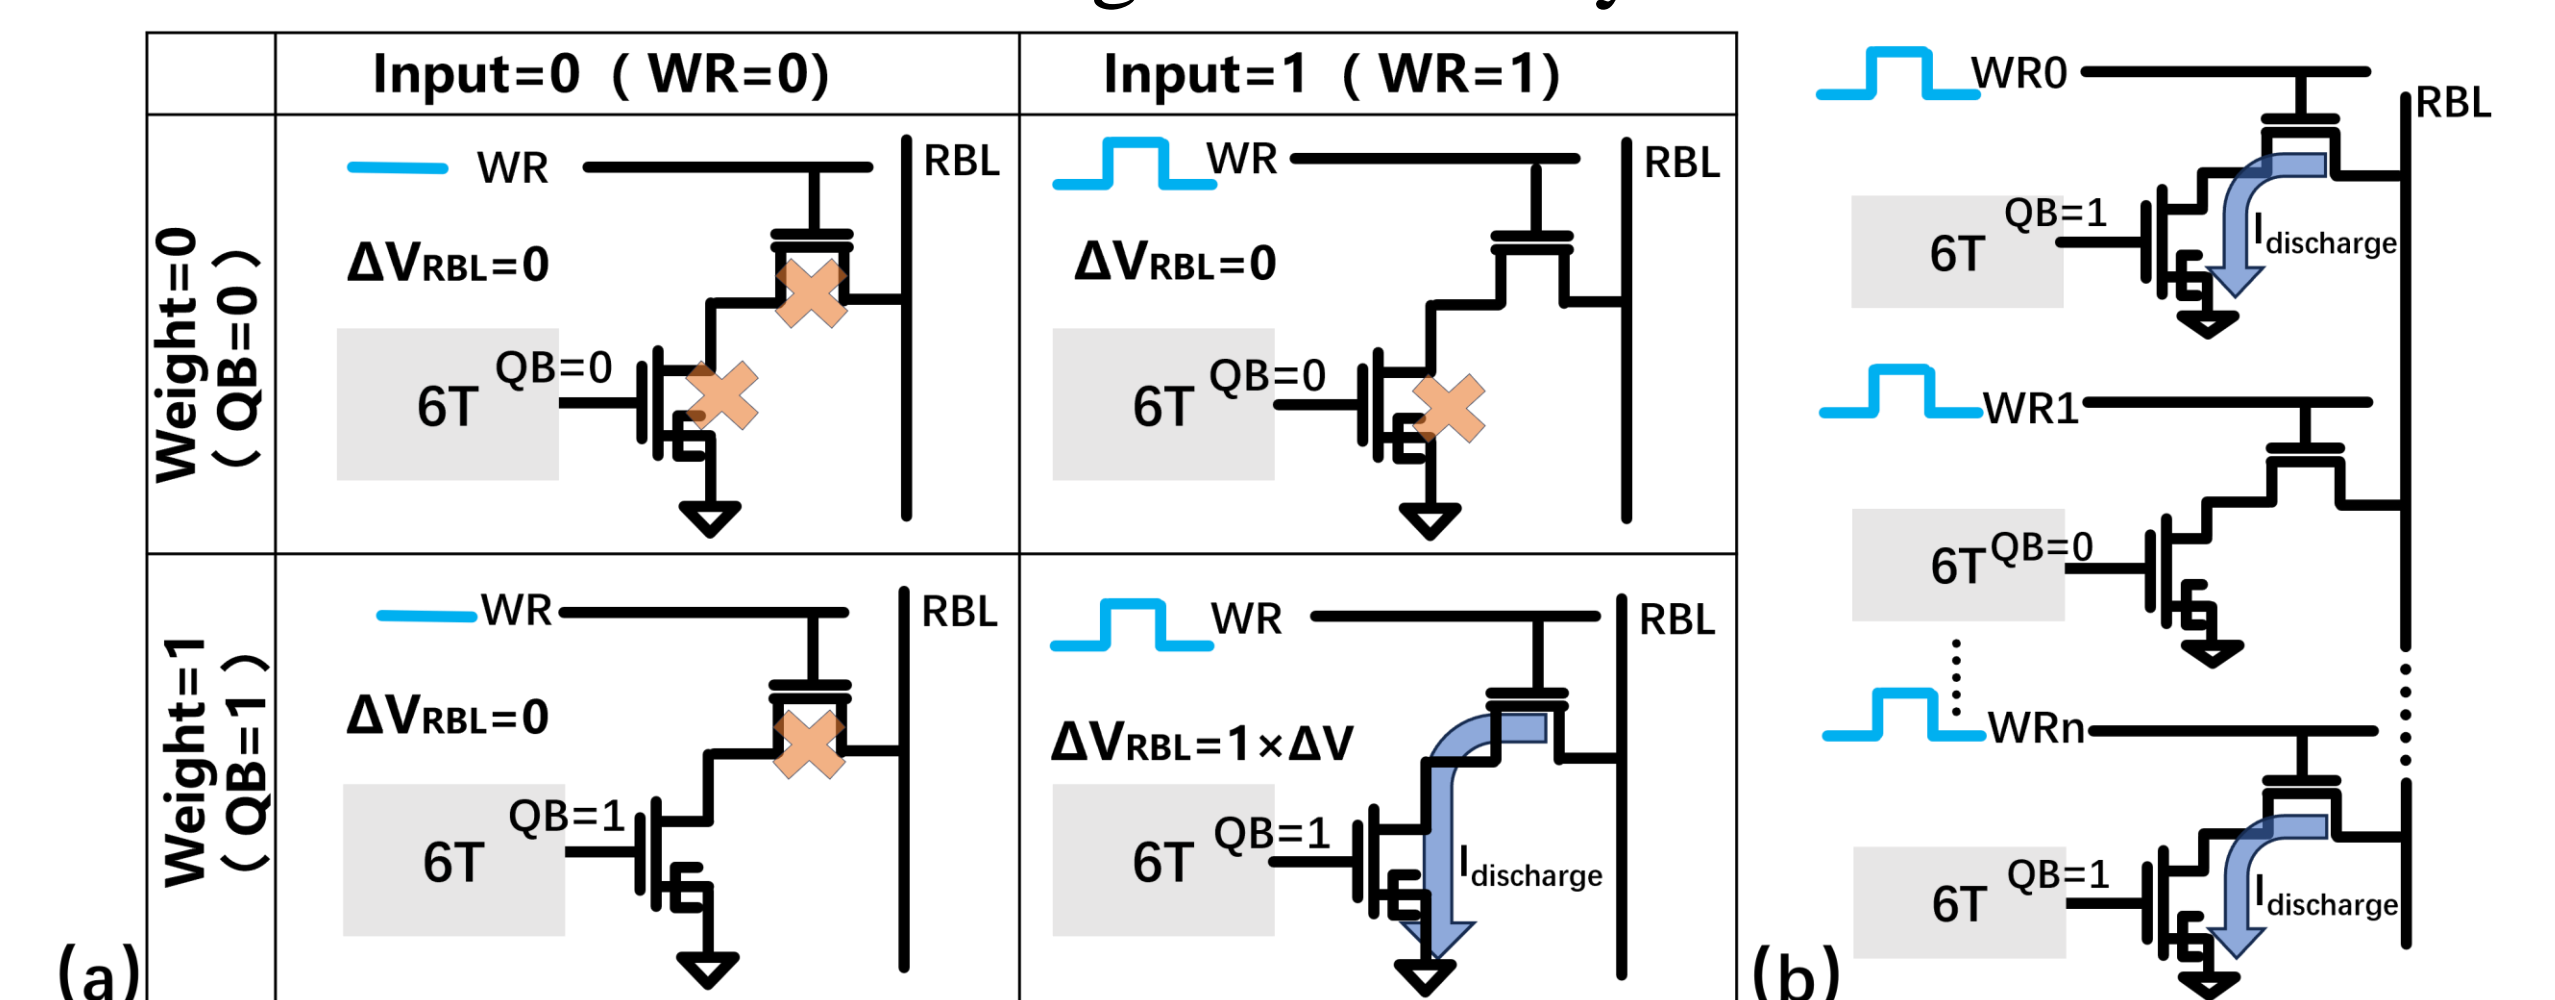 Input=0 ( WR=0)
Input=1 ( WR=1)
Weight=0
( QB=0 )
WR
RBL
ΔVRBL=0
6T
QB=0
WR
RBL
ΔVRBL=0
6T
QB=0
Weight=1
( QB=1 )
WR
RBL
ΔVRBL=0
6T
QB=1
WR
RBL
ΔVRBL=1×ΔV
6T
QB=1
Idischarge
(a)
WR0
RBL
6T
QB=1
Idischarge
WR1
6T
QB=0
WRn
6T
QB=1
Idischarge
(b)